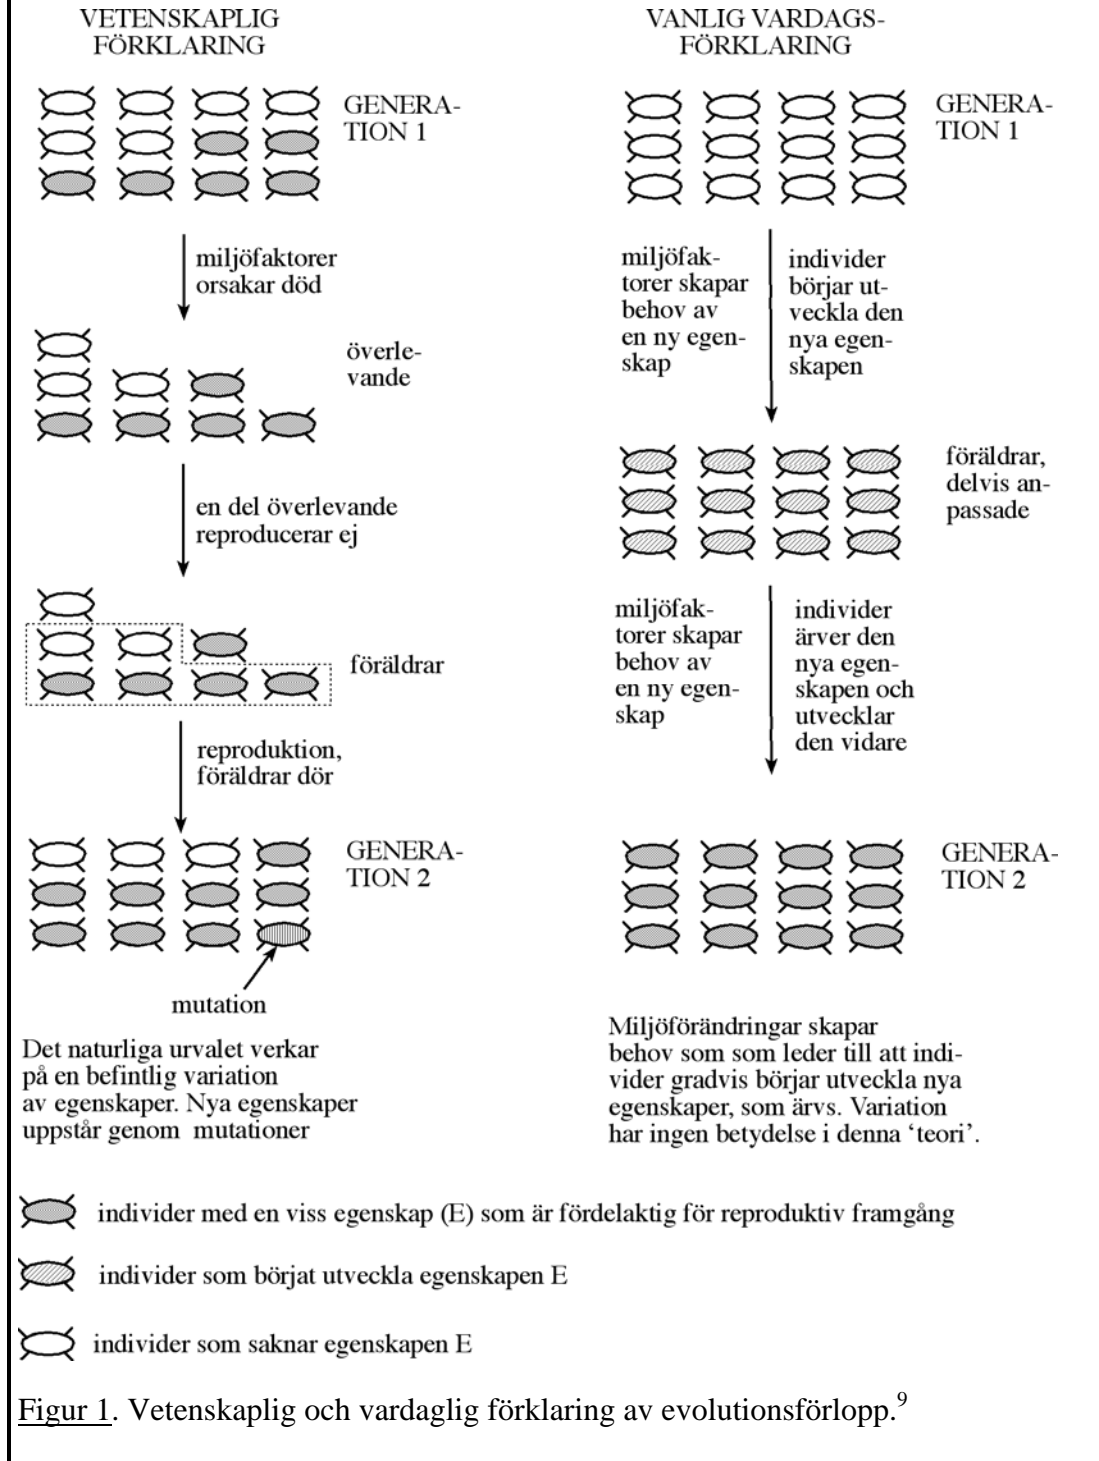 VETENSKAPLIG
FÖRKLARING
GENERA-
TION 1
miljöfaktorer
orsakar död
överle-
vande
en del överlevande
reproducerar ej
föräldrar
reproduktion,
föräldrar dör
GENERA-
TION 2
mutation
Det naturliga urvalet verkar
på en befintlig variation
av egenskaper. Nya egenskaper
uppstår genom mutationer
VANLIG VARDAGS-
FÖRKLARING
GENERA-
TION 1
miljöfak-
torer skapar
behov av
en ny egen-
skap
individer
börjar ut-
veckla den
nya egen-
skapen
föräldrar,
delvis an-
passade
miljöfak-
torer skapar
behov av
en ny egen-
skap
individer
ärver den
nya egen-
skapen och
utvecklar
den vidare
GENERA-
TION 2
Miljöförändringar skapar
behov som som leder till att indi-
vider gradvis börjar utveckla nya
egenskaper, som ärvs. Variation
har ingen betydelse i denna ‘teori’.
individer med en viss egenskap (E) som är fördelaktig för reproduktiv framgång
individer som börjat utveckla egenskapen E
individer som saknar egenskapen E
Figur 1. Vetenskaplig och vardaglig förklaring av evolutionsförlopp.⁹